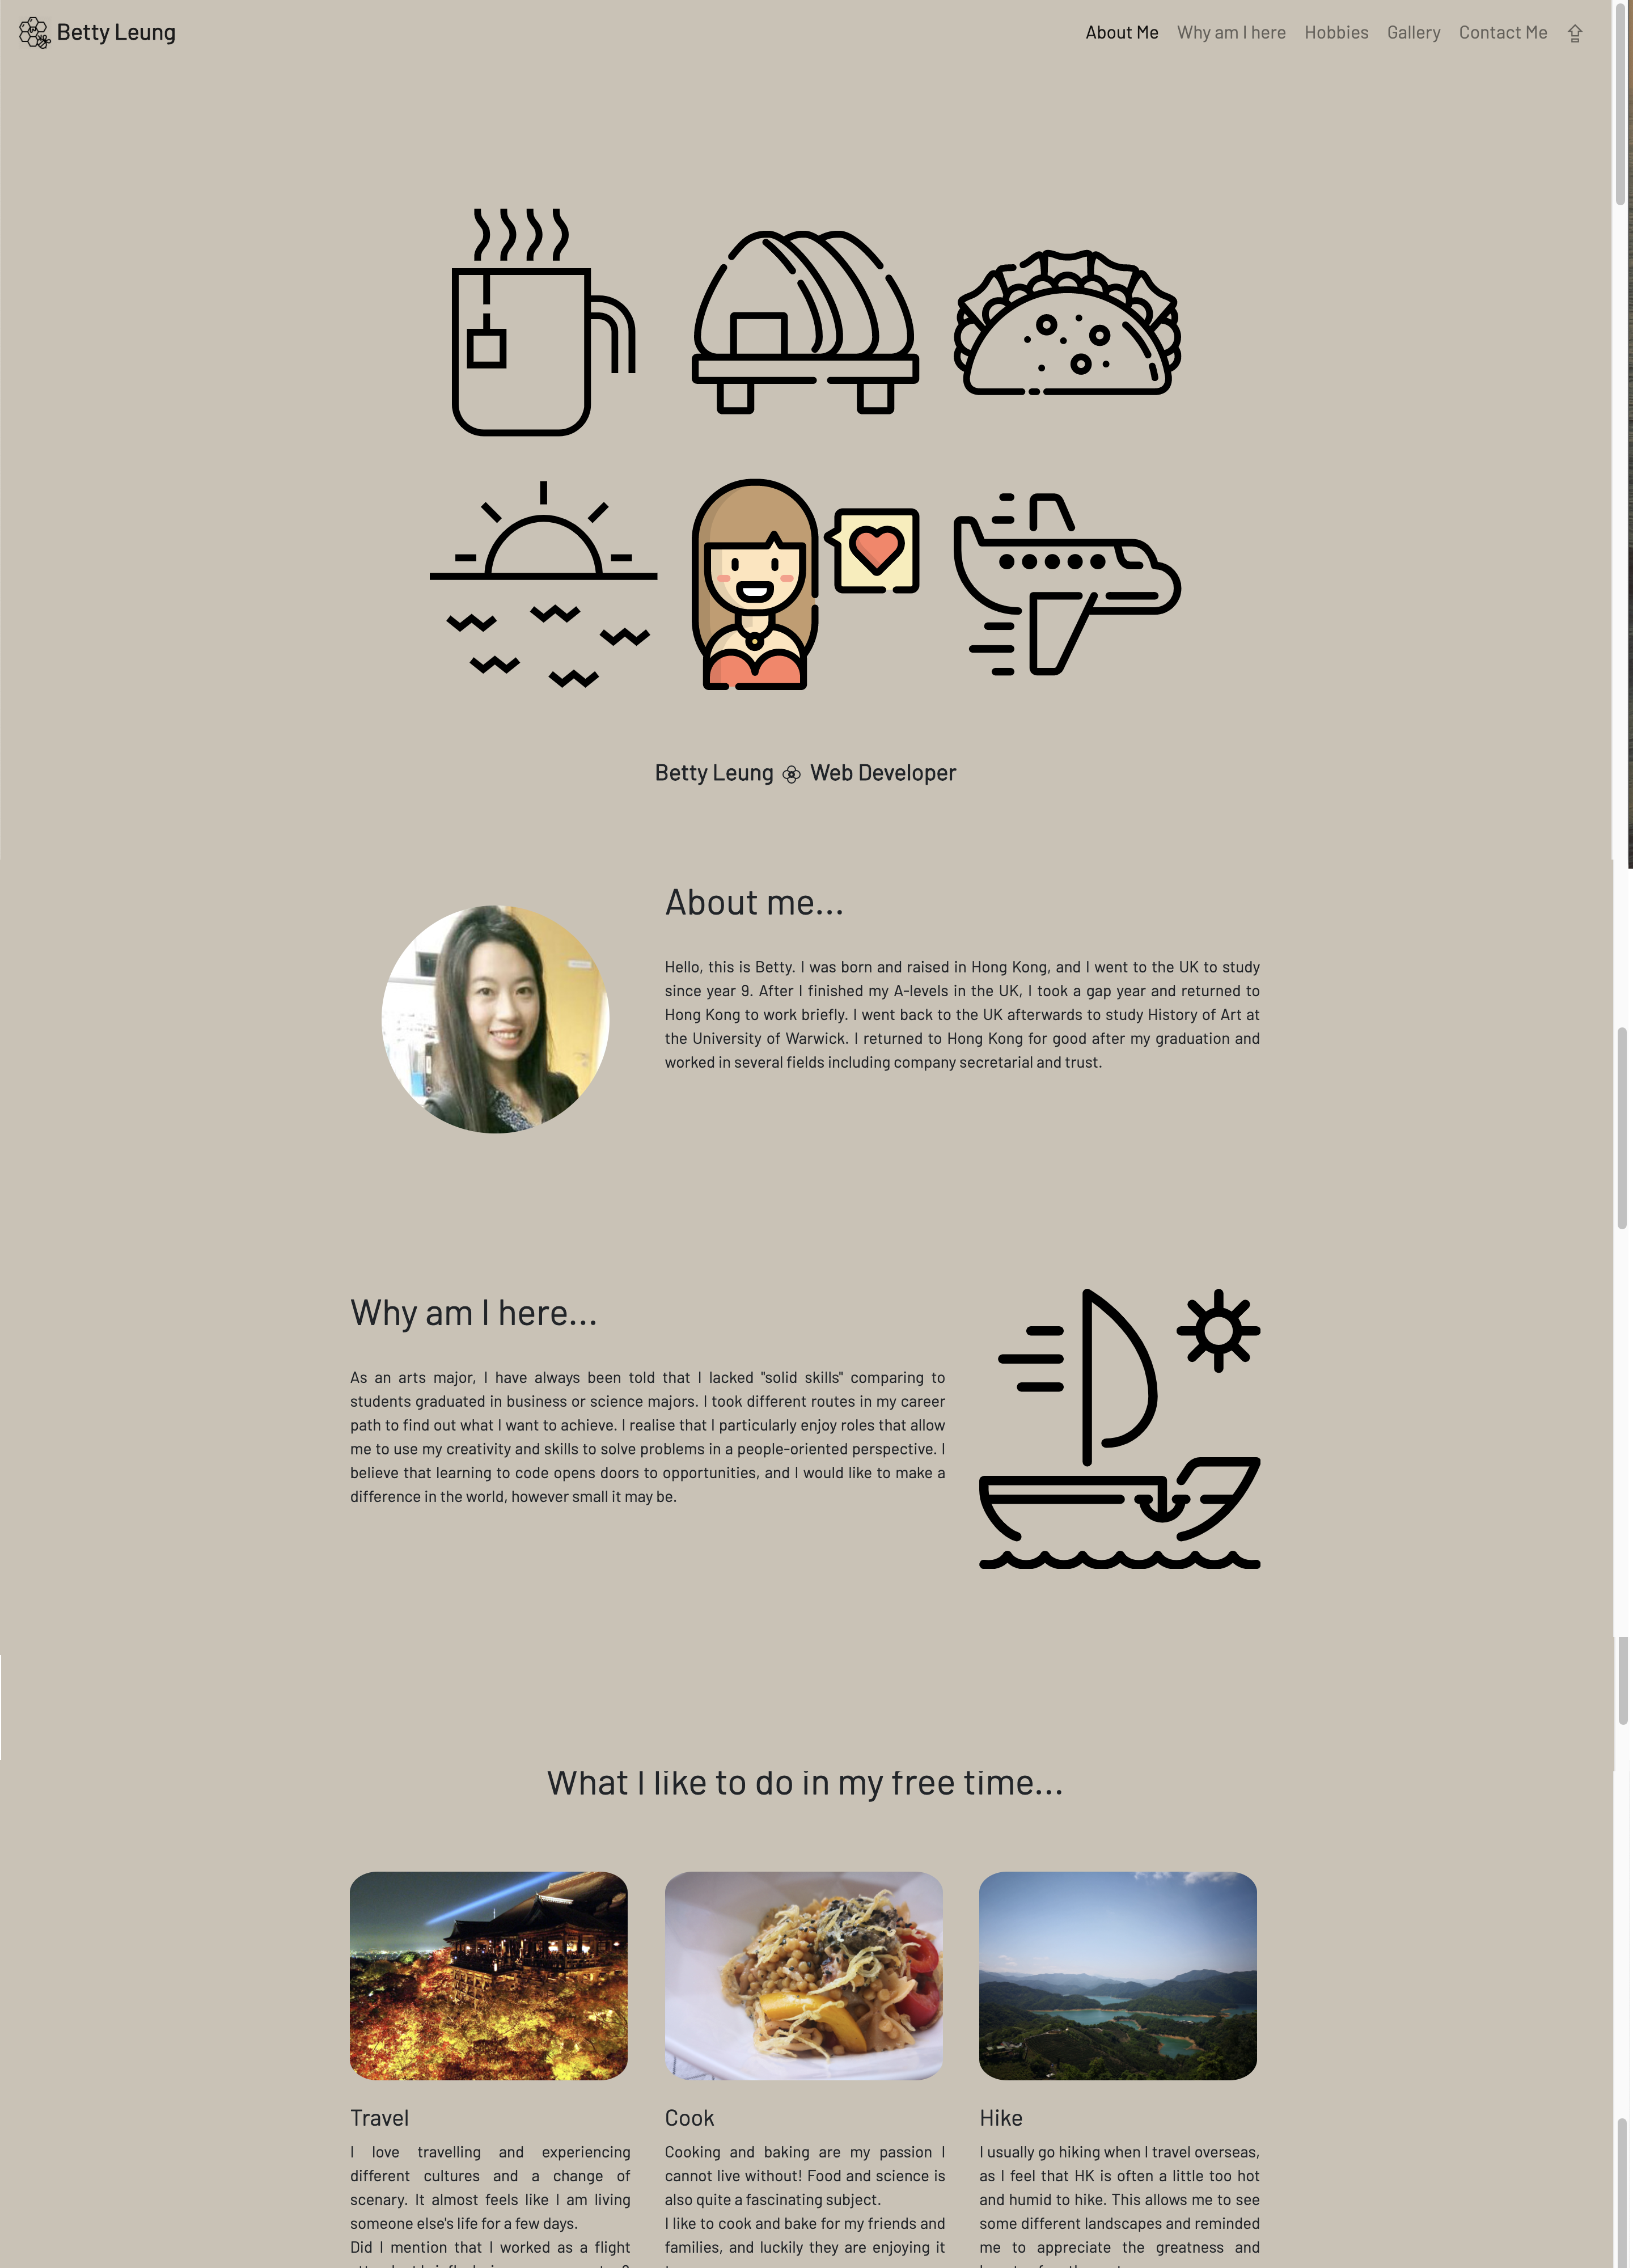 Betty Leung
About Me Why am I here Hobbies Gallery Contact Me
Betty Leung Web Developer
About me...
Hello, this is Betty. I was born and raised in Hong Kong, and I went to the UK to study
since year 9. After I finished my A-levels in the UK, I took a gap year and returned to
Hong Kong to work briefly. I went back to the UK afterwards to study History of Art at
the University of Warwick. I returned to Hong Kong for good after my graduation and
worked in several fields including company secretarial and trust.
Why am I here...
As an arts major, I have always been told that I lacked "solid skills" comparing to
students graduated in business or science majors. I took different routes in my career
path to find out what I want to achieve. I realise that I particularly enjoy roles that allow
me to use my creativity and skills to solve problems in a people-oriented perspective. I
believe that learning to code opens doors to opportunities, and I would like to make a
difference in the world, however small it may be.
What I like to do in my free time...
Travel
I love travelling and experiencing
different cultures and a change of
scenary. It almost feels like I am living
someone else's life for a few days.
Did I mention that I worked as a flight
Cook
Cooking and baking are my passion I
cannot live without! Food and science is
also quite a fascinating subject.
I like to cook and bake for my friends and
families, and luckily they are enjoying it
Hike
I usually go hiking when I travel overseas,
as I feel that HK is often a little too hot
and humid to hike. This allows me to see
some different landscapes and reminded
me to appreciate the greatness and